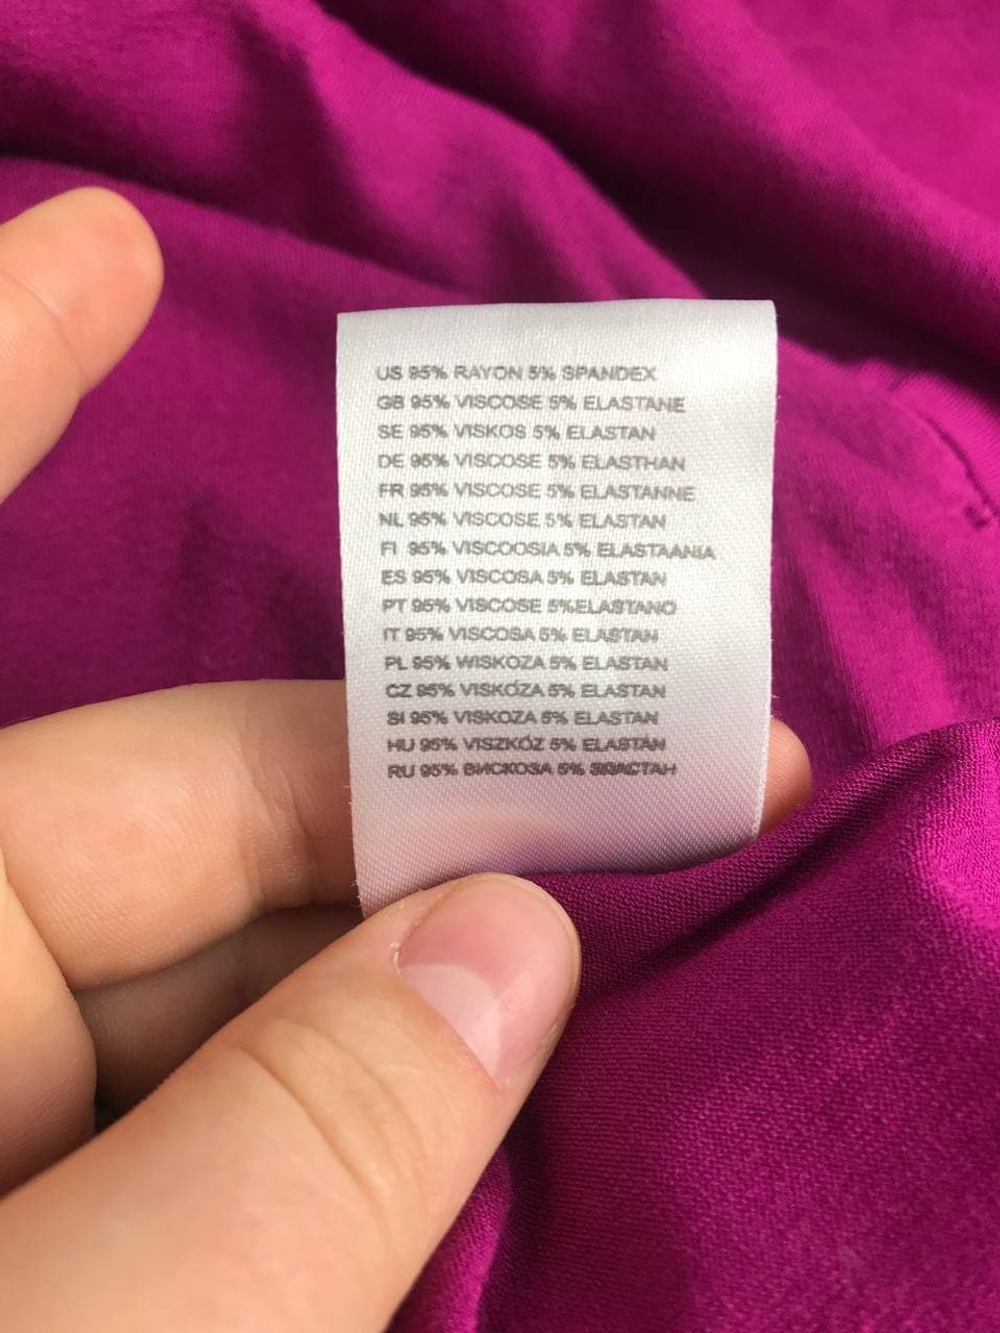 US 95% RAYON 5% SPANDEX
GB 95% VISCOSE 5% ELASTANE
SE 95% VISKOS 5% ELASTAN
DE 95% VISCOSE 5% ELASTHAN
FR 95% VISCOSE 5% ELASTANNE
NL 95% VISCOSE 5% ELASTAN
FI 95% VISCOOSIA 5% ELASTAANIA
ES 95% VISCOSA 5% ELASTAN
PT 95% VISCOSE 5%ELASTANO
IT 95% VISCOSA 5% ELASTAN
PL 95% WISKOZA 5% ELASTAN
CZ 95% VISKÓZA 5% ELASTAN
SI 95% VISKOZA 5% ELASTAN
HU 95% VISZKÓZ 5% ELASTÁN
RU 95% ВИСКОЗА 5%